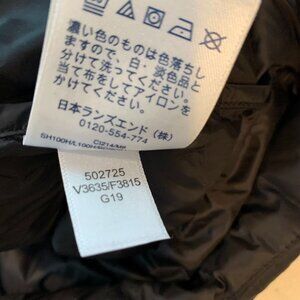 濃い色のものは色落ちし
ますので、白・淡色品と
分けて洗ってください。
当て布をしてアイロンを
かけてください。
日本ランズエンド（株）
0120-554-774
502725
V3635/F3815
G19